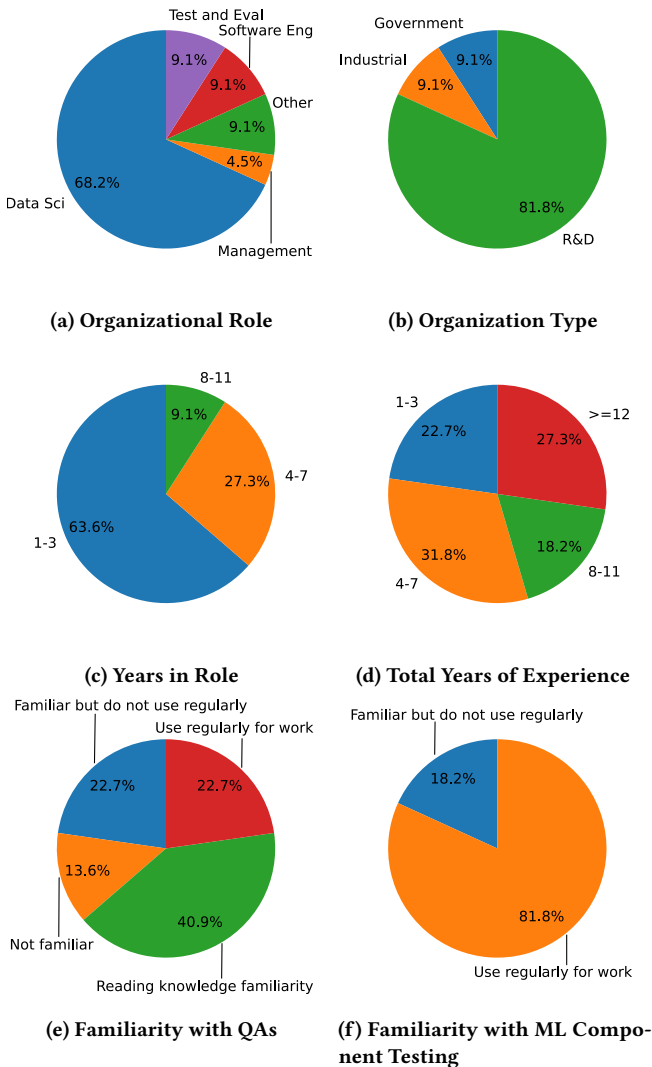 Test and Eval
Software Eng
9.1%
9.1%
Other
9.1%
4.5%
68.2%
Data Sci
Management
(a) Organizational Role
Government
Industrial
9.1%
9.1%
81.8%
R&D
(b) Organization Type
8-11
9.1%
27.3%
4-7
63.6%
1-3
(c) Years in Role
1-3
>=12
22.7%
27.3%
31.8%
18.2%
8-11
4-7
(d) Total Years of Experience
Familiar but do not use regularly
Use regularly for work
22.7%
22.7%
13.6%
40.9%
Not familiar
Reading knowledge familiarity
(e) Familiarity with QAs
Familiar but do not use regularly
18.2%
81.8%
Use regularly for work
(f) Familiarity with ML Compo-
nent Testing